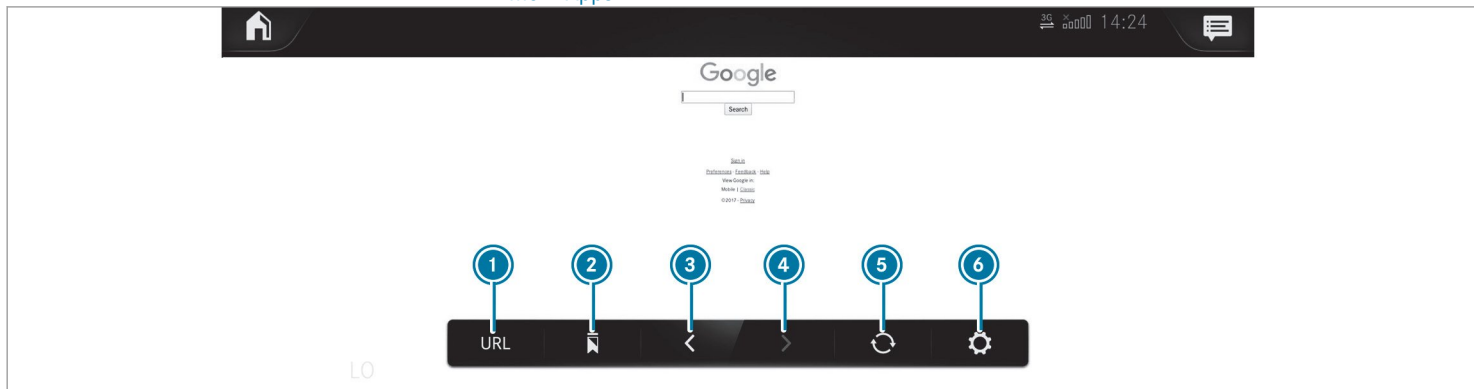 3G 14:24
Google
Search
Sign in
Preferences - Feedback - Help
View Google in:
Mobile | Classic
©2017 - Privacy
1 2 3 4 5 6
URL
LO